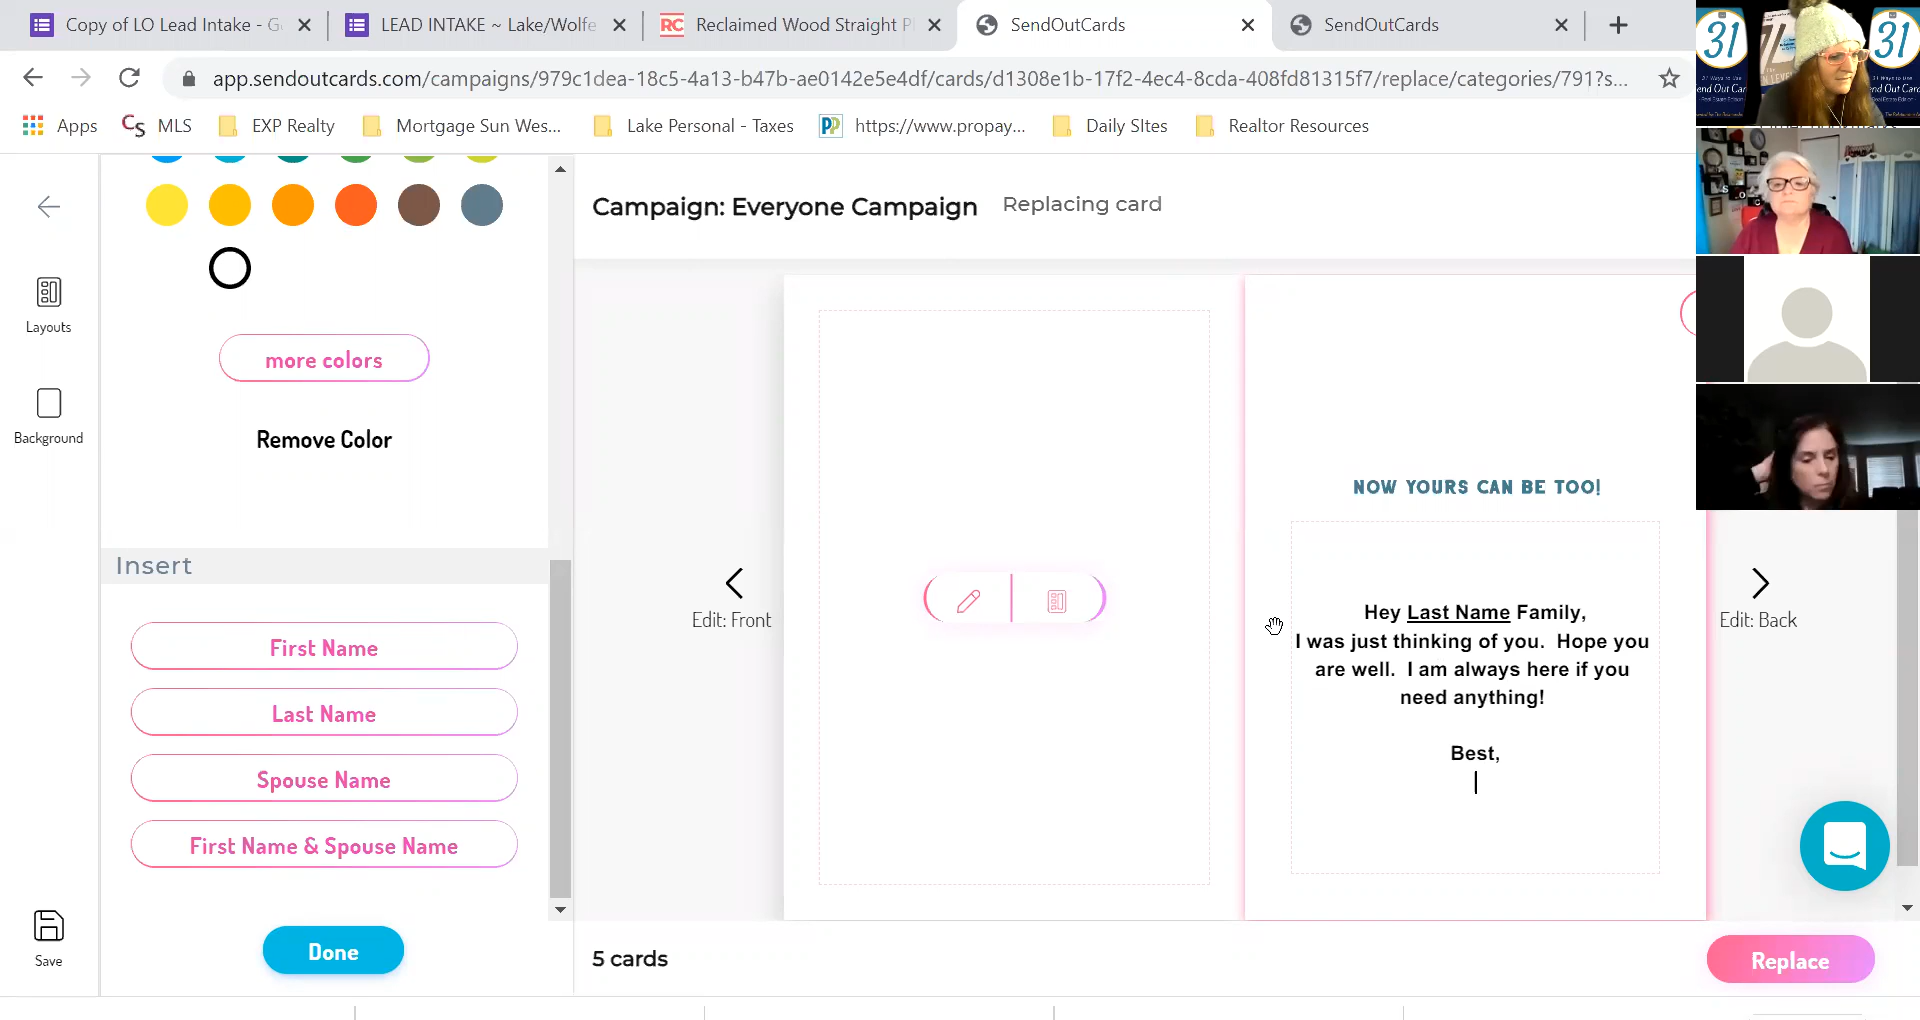 Copy of LO Lead Intake - G
LEAD INTAKE ~ Lake/Wolfe
RC
Reclaimed Wood Straight P
SendOutCards
SendOutCards
app.sendoutcards.com/campaigns/979c1dea-18c5-4a13-b47b-ae0142e5e4df/cards/d1308e1b-17f2-4ec4-8cda-408fd81315f7/replace/categories/791?s...
Apps
CS
MLS
EXP Realty
Mortgage Sun Wes...
Lake Personal - Taxes
PP
https://www.propay...
Daily SItes
Realtor Resources
31
31
Layouts
Background
Save
more colors
Remove Color
Insert
First Name
Last Name
Spouse Name
First Name & Spouse Name
Done
Campaign: Everyone Campaign
Replacing card
Edit: Front
NOW YOURS CAN BE TOO!
Hey Last Name Family,
I was just thinking of you.  Hope you
are well.  I am always here if you
need anything!
Best,
Edit: Back
5 cards
Replace